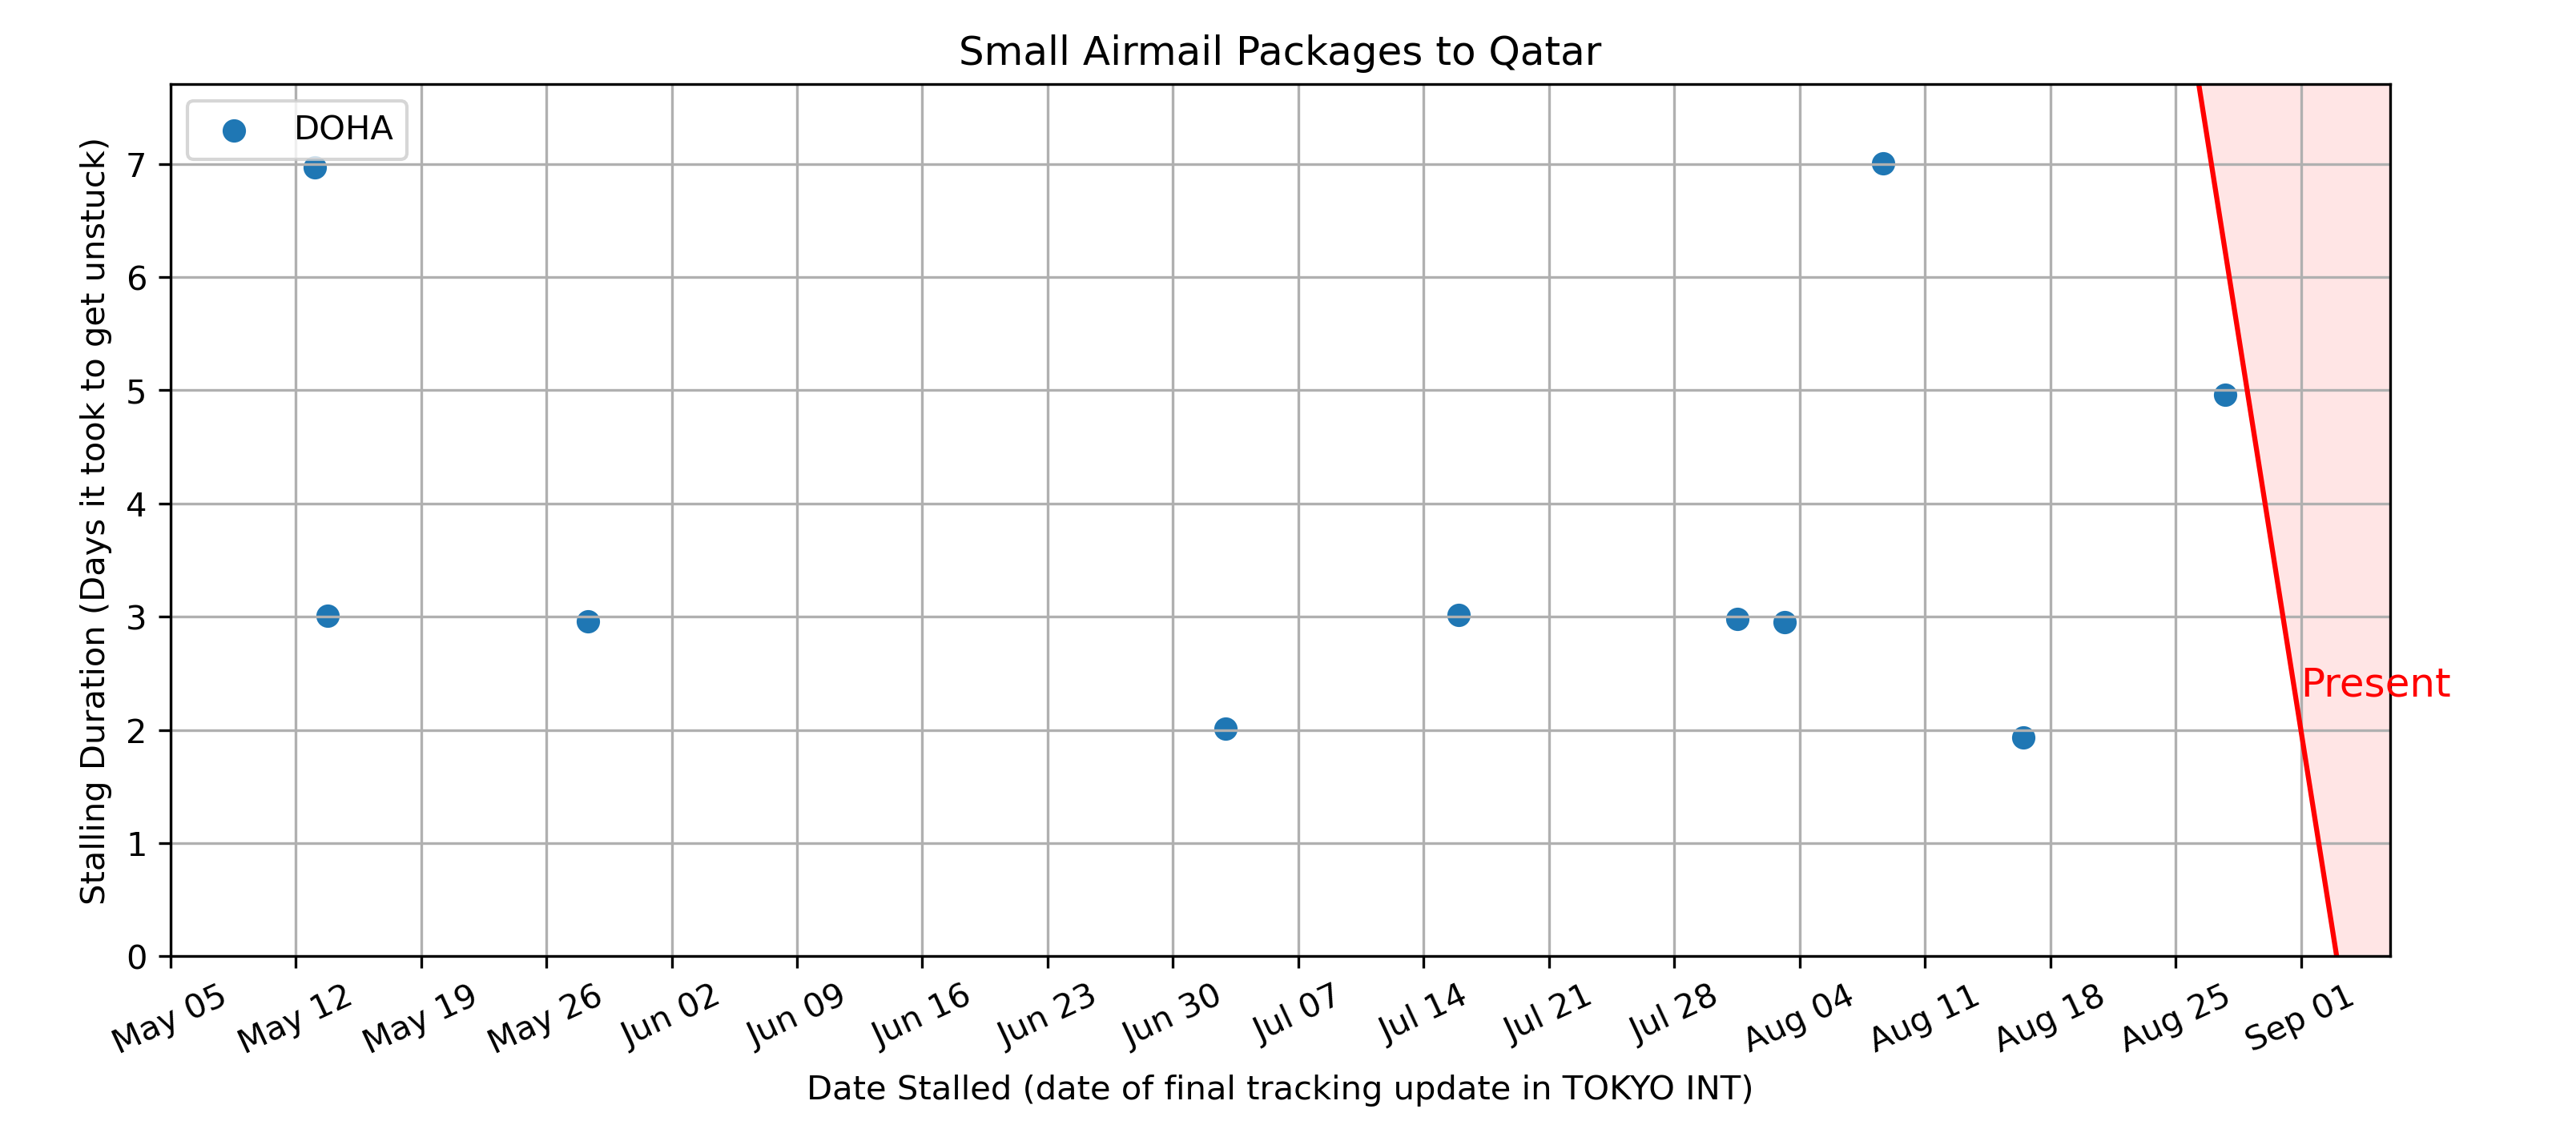 Small Airmail Packages to Qatar
DOHA
Stalling Duration (Days it took to get unstuck)
7
6
5
4
3
2
1
0
Present
May 05
May 12
May 19
May 26
Jun 02
Jun 09
Jun 16
Jun 23
Jun 30
Jul 07
Jul 14
Jul 21
Jul 28
Aug 04
Aug 11
Aug 18
Aug 25
Sep 01
Date Stalled (date of final tracking update in TOKYO INT)